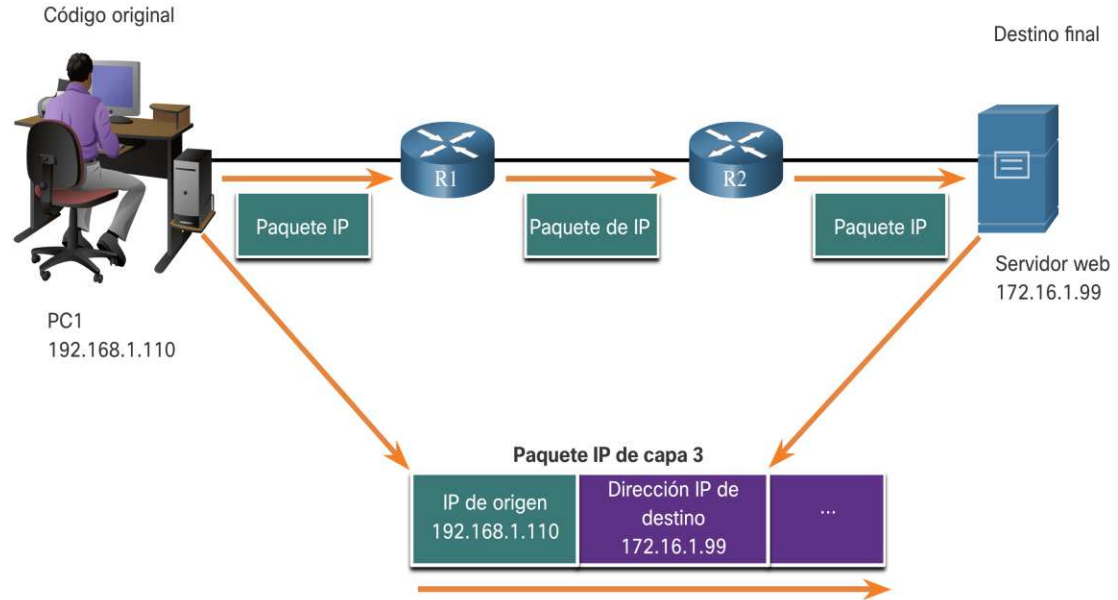 Código original
Destino final
R1
R2
Paquete IP
Paquete de IP
Paquete IP
Servidor web
172.16.1.99
PC1
192.168.1.110
Paquete IP de capa 3
IP de origen
192.168.1.110
Dirección IP de
destino
172.16.1.99
...